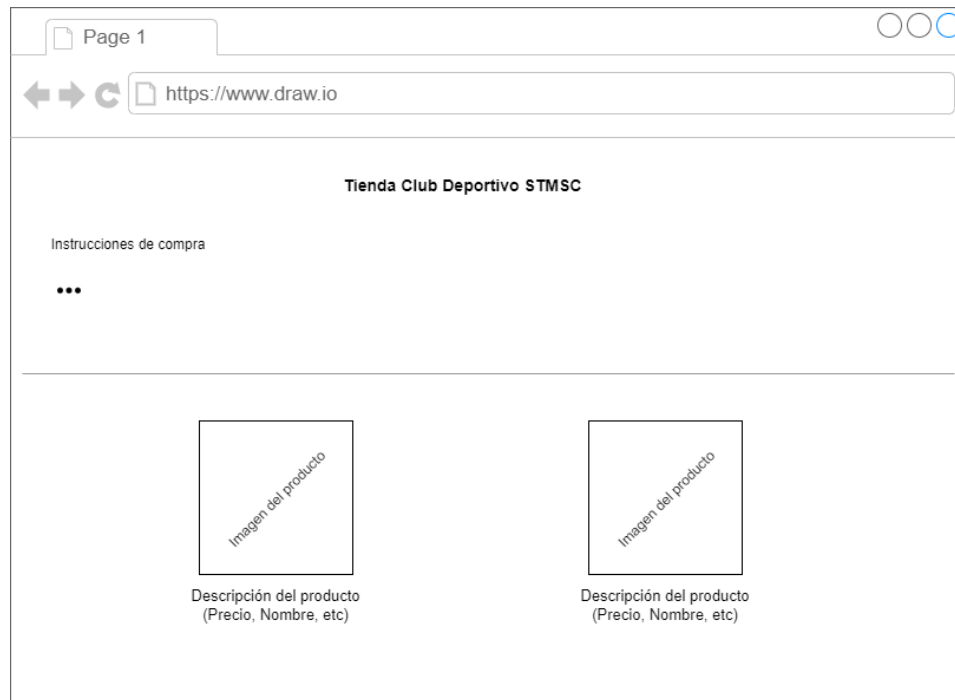 Page 1
https://www.draw.io
Tienda Club Deportivo STMSC
Instrucciones de compra
•••
Imagen del producto
Imagen del producto
Descripción del producto
(Precio, Nombre, etc)
Descripción del producto
(Precio, Nombre, etc)